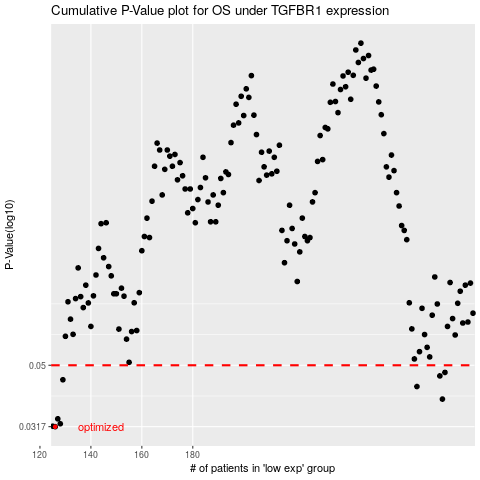 Cumulative P-Value plot for OS under TGFBR1 expression
P-Value(log10)
0.05
0.0317
optimized
120 140 160 180
# of patients in 'low exp' group